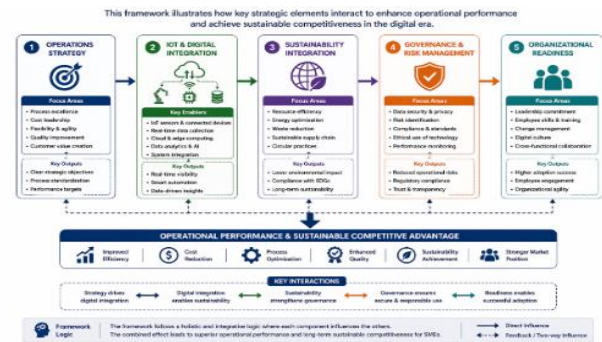 This framework illustrates how key strategic elements interact to enhance operational performance
and achieve sustainable competitiveness in the digital era.
1 OPERATIONS
STRATEGY
Focus Areas
• Process excellence
• Cost leadership
• Flexibility & agility
• Quality improvement
• Customer value creation
Key Outputs
• Clear strategic objectives
• Process standardization
• Performance targets
2 IOT & DIGITAL
INTEGRATION
Key Enablers
• IoT sensors & connected devices
• Real-time data collection
• Cloud & edge computing
• Data analytics & AI
• System integration
Key Outputs
• Real-time visibility
• Smart automation
• Data-driven insights
3 SUSTAINABILITY
INTEGRATION
Focus Areas
• Resource efficiency
• Energy optimization
• Waste reduction
• Sustainable supply chain
• Circular practices
Key Outputs
• Lower environmental impact
• Compliance with SDGs
• Long-term sustainability
4 GOVERNANCE &
RISK MANAGEMENT
Focus Areas
• Data security & privacy
• Risk identification
• Compliance & standards
• Ethical use of technology
• Performance monitoring
Key Outputs
• Reduced operational risks
• Regulatory compliance
• Trust & transparency
5 ORGANIZATIONAL
READINESS
Focus Areas
• Leadership commitment
• Employee skills & training
• Change management
• Digital culture
• Cross-functional collaboration
Key Outputs
• Higher adoption success
• Employee engagement
• Organizational agility
OPERATIONAL PERFORMANCE & SUSTAINABLE COMPETITIVE ADVANTAGE
Improved
Efficiency
Cost
Reduction
Process
Optimization
Enhanced
Quality
Sustainability
Achievement
Stronger Market
Position
KEY INTERACTIONS
Strategy drives
digital integration
Digital integration
enables sustainability
Sustainability
strengthens governance
Governance ensures
secure & responsible use
Readiness enables
successful adoption
Framework
Logic
The framework follows a holistic and integrative logic where each component influences the others.
The combined effect leads to superior operational performance and long-term sustainable competitiveness for SMEs.
Direct Influence
Feedback / Two-way Influence